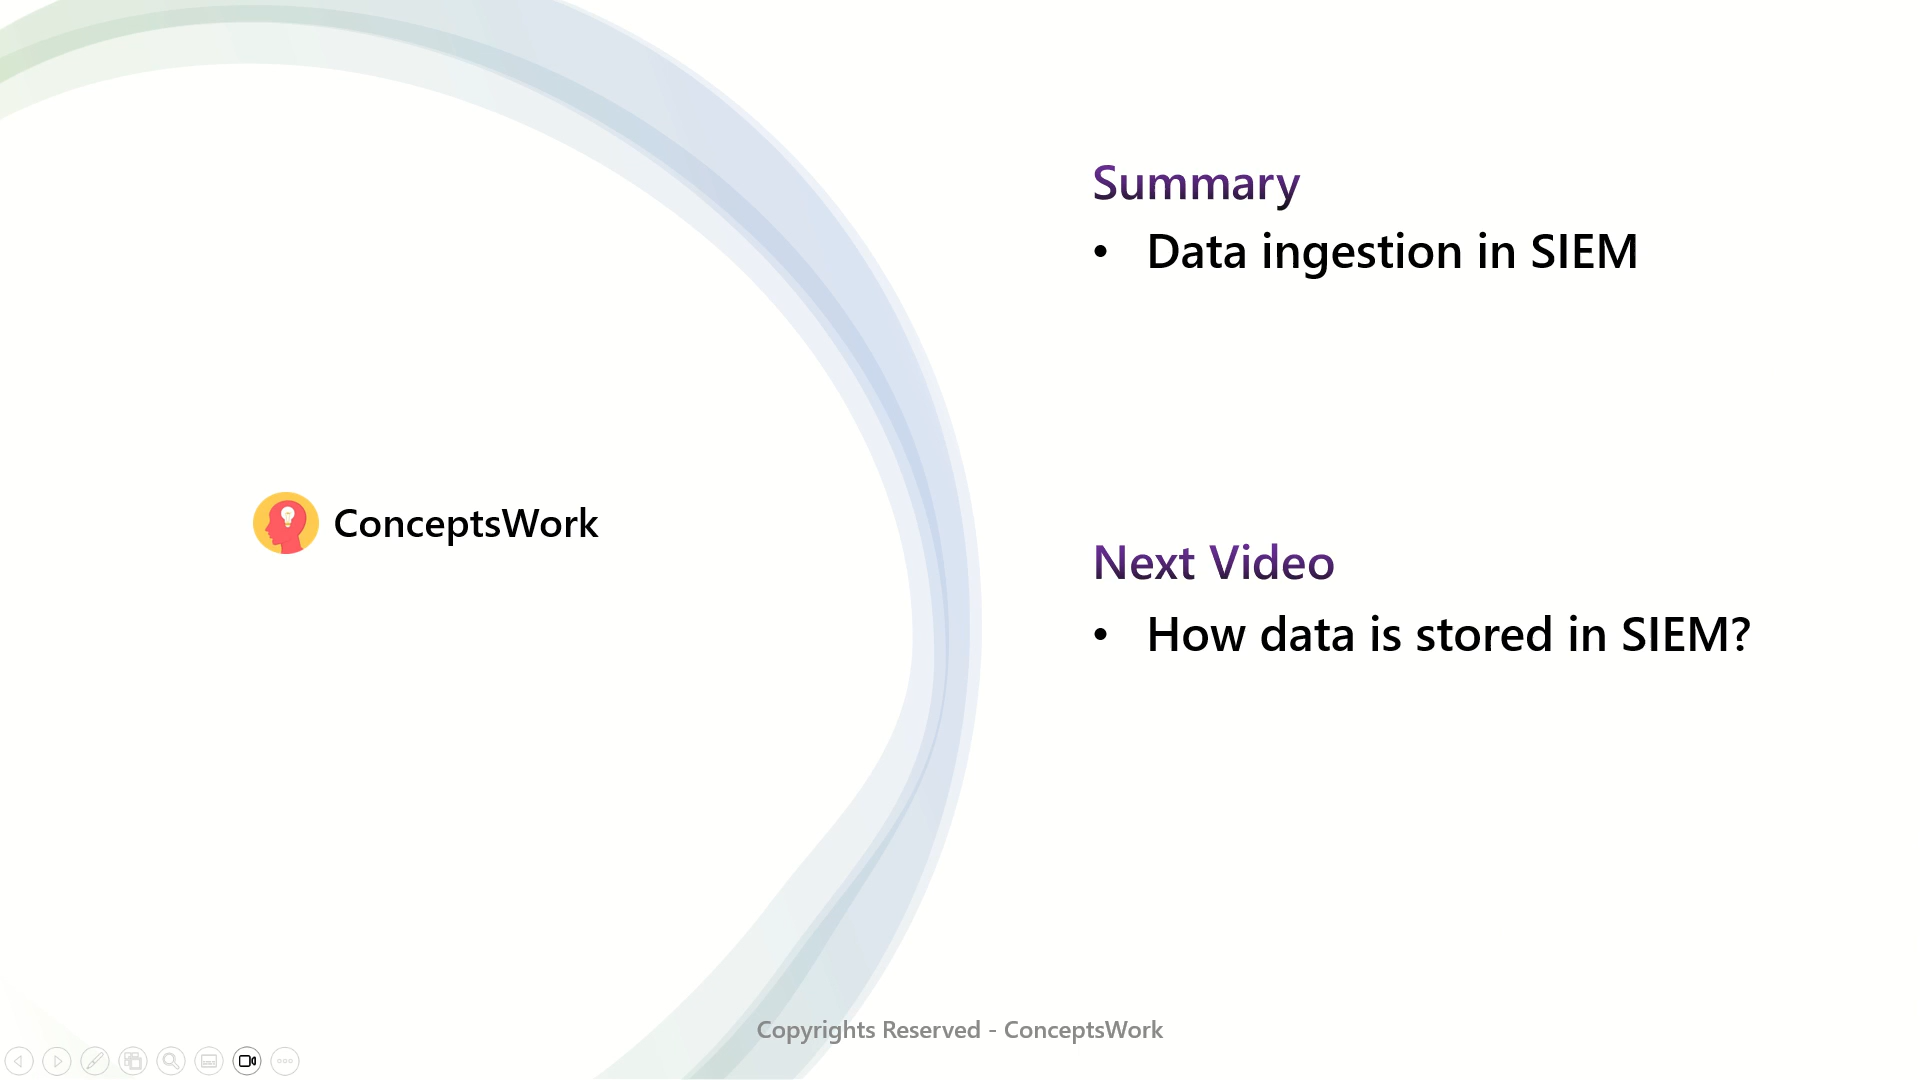 Summary
• Data ingestion in SIEM
ConceptsWork
Next Video
• How data is stored in SIEM?
Copyrights Reserved - ConceptsWork